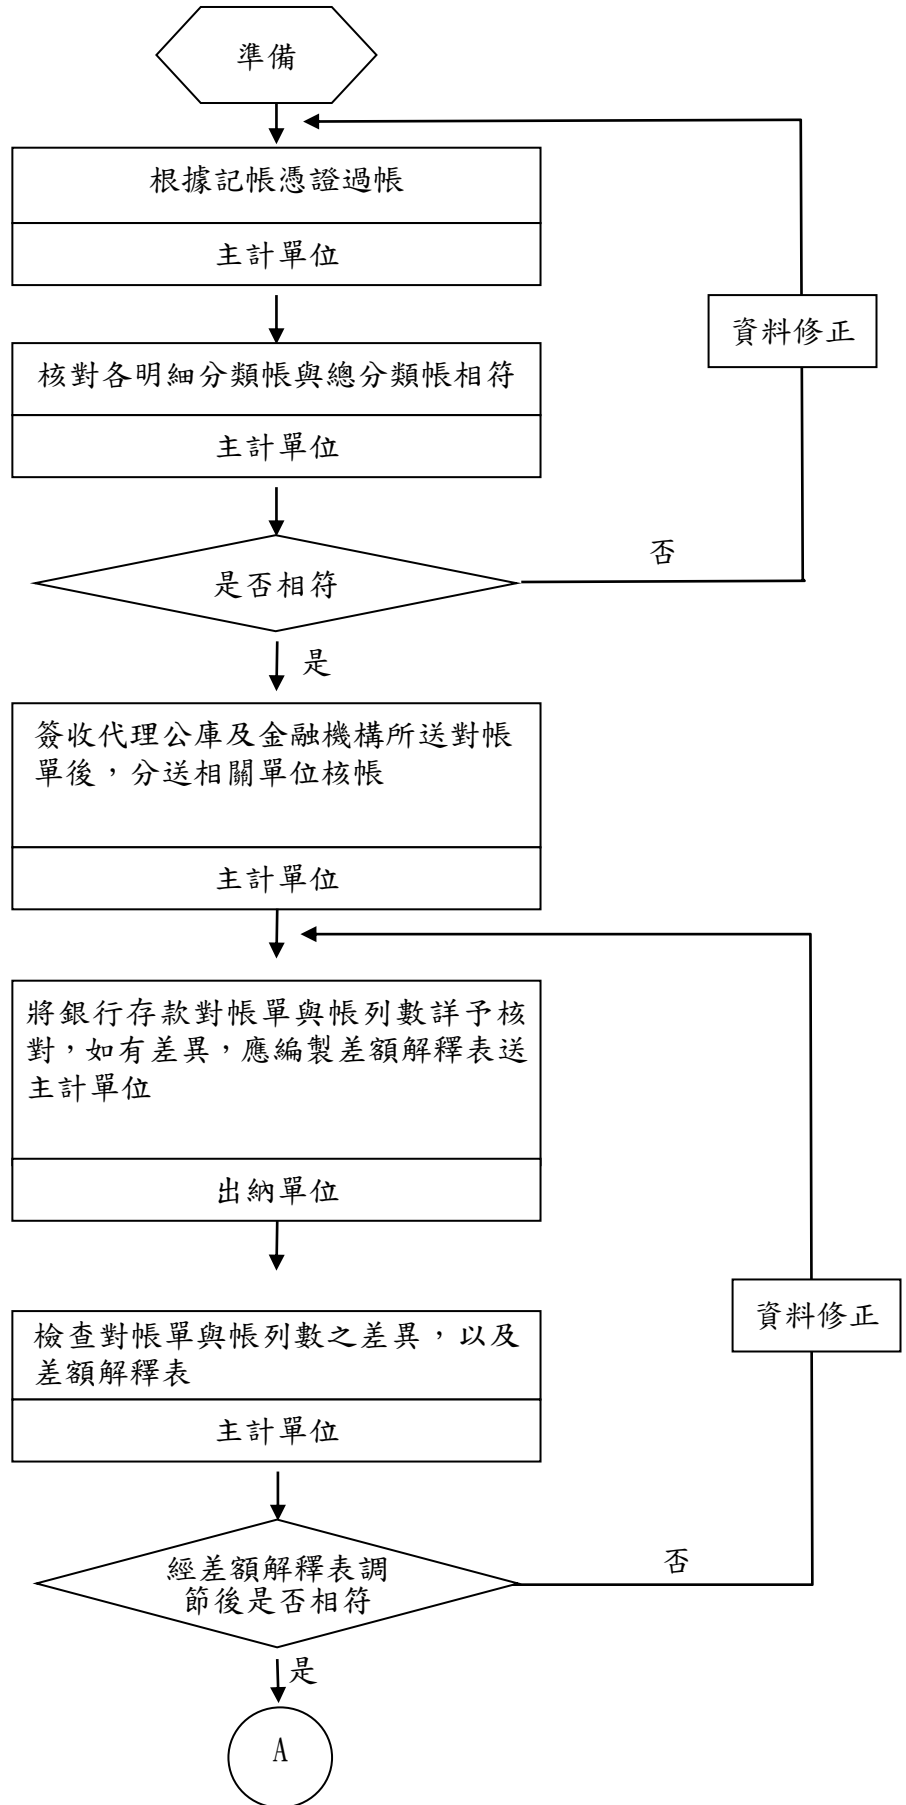 準備
根據記帳憑證過帳
主計單位
資料修正
核對各明細分類帳與總分類帳相符
主計單位
是否相符
否
是
簽收代理公庫及金融機構所送對帳
單後，分送相關單位核帳
主計單位
將銀行存款對帳單與帳列數詳予核
對，如有差異，應編製差額解釋表送
主計單位
出納單位
資料修正
檢查對帳單與帳列數之差異，以及
差額解釋表
主計單位
經差額解釋表調
節後是否相符
否
是
A